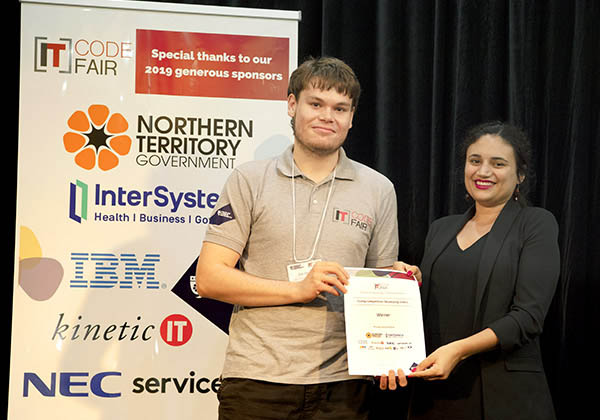 IT CODE FAIR
Special thanks to our
2019 generous sponsors
NORTHERN
TERRITORY
GOVERNMENT
InterSyste
Health | Business | Go
IBM
kinetic IT
NEC service
IT CODE FAIR
Winner